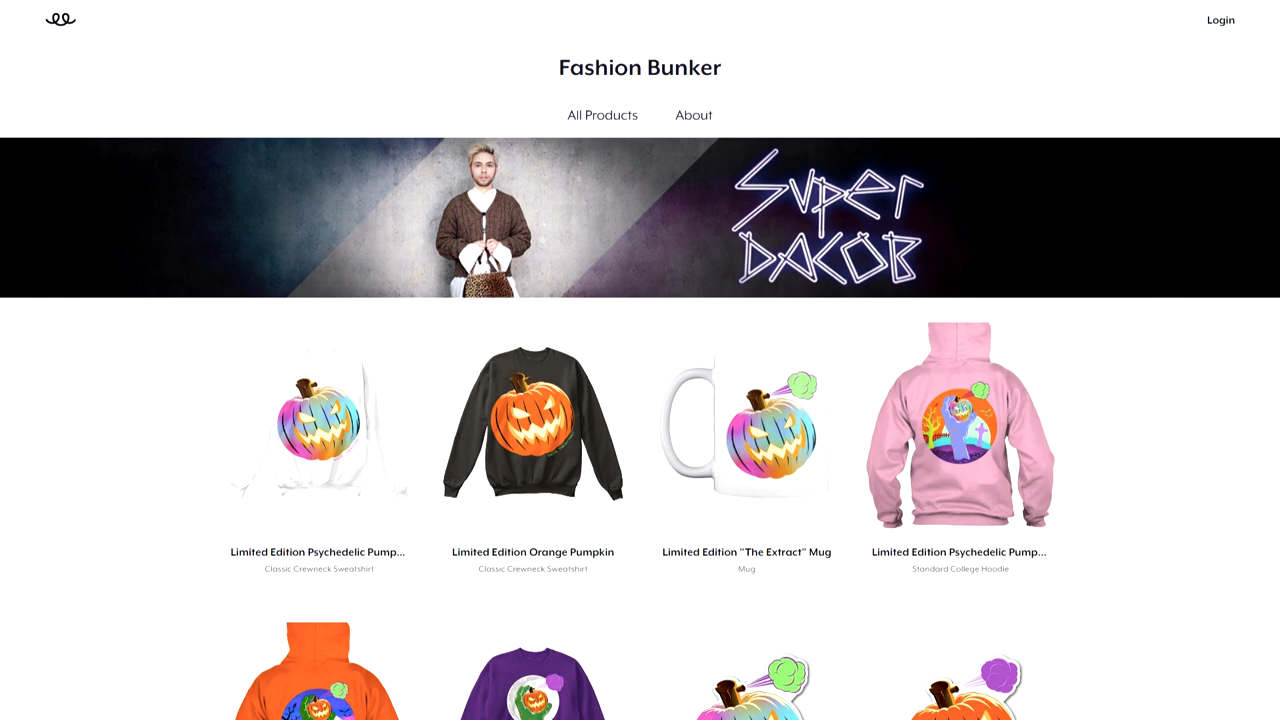 Login
Fashion Bunker
All Products About
Super
DACOB
Limited Edition Psychedelic Pump...
Classic Crewneck Sweatshirt
Limited Edition Orange Pumpkin
Classic Crewneck Sweatshirt
Limited Edition "The Extract" Mug
Mug
Limited Edition Psychedelic Pump...
Standard College Hoodie